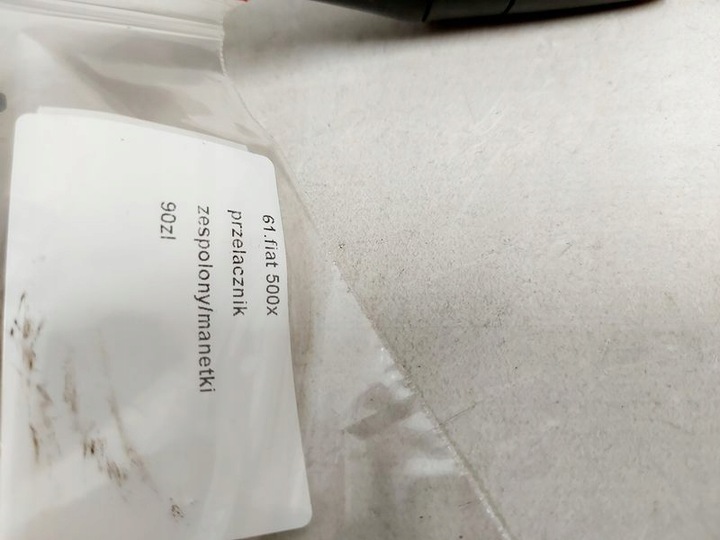 61.fiat 500x
przelacznik
zespolony/manetki
90zl